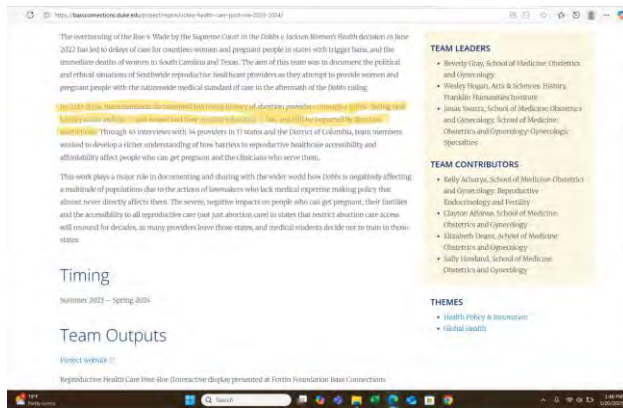 https://bassconnections.duke.edu/project/reproductive-health-care-post-roe-2023-2024/
The overturning of the Roe v. Wade by the Supreme Court in the Dobbs v. Jackson Women's Health decision in June
2022 has led to delays of care for countless women and pregnant people in states with trigger bans, and the
immediate deaths of women in South Carolina and Texas. The aim of this team was to document the political
and ethical situations of Southwide reproductive healthcare providers as they attempt to provide women and
pregnant people with the nationwide medical standard of care in the aftermath of the Dobbs ruling.
team members documented history of abortion providers
history
Through 45 interviews with 34 providers in 17 states and the District of Columbia, team members
worked to develop a richer understanding of how barriers to reproductive healthcare accessibility and
affordability affect people who can get pregnant and the clinicians who serve them.
This work plays a major role in documenting and sharing with the wider world how Dobbs is negatively affecting
a multitude of populations due to the actions of lawmakers who lack medical expertise making policy that
almost never directly affects them. The severe, negative impacts on people who can get pregnant, their families
and the accessibility to all reproductive care (not just abortion care) in states that restrict abortion care access
will resound for decades, as many providers leave those states, and medical students decide not to train in those
states.
Timing
Summer 2023 – Spring 2024
Team Outputs
Project website
Reproductive Health Care Post-Roe (Interactive display presented at Fortin Foundation Bass Connections
TEAM LEADERS
Beverly Gray, School of Medicine: Obstetrics
and Gynecology
Wesley Hogan, Arts & Sciences: History,
Franklin Humanities Institute
Jonas Swartz, School of Medicine: Obstetrics
and Gynecology; School of Medicine:
Obstetrics and Gynecology: Gynecologic
Specialties
TEAM CONTRIBUTORS
Kelly Acharya, School of Medicine: Obstetrics
and Gynecology: Reproductive
Endocrinology and Fertility
Clayton Alfonso, School of Medicine:
Obstetrics and Gynecology
Elizabeth Deans, School of Medicine:
Obstetrics and Gynecology
Sally Howland, School of Medicine:
Obstetrics and Gynecology
THEMES
Health Policy & Innovation
Global Health
Partly sunny
Search
3:46 PM